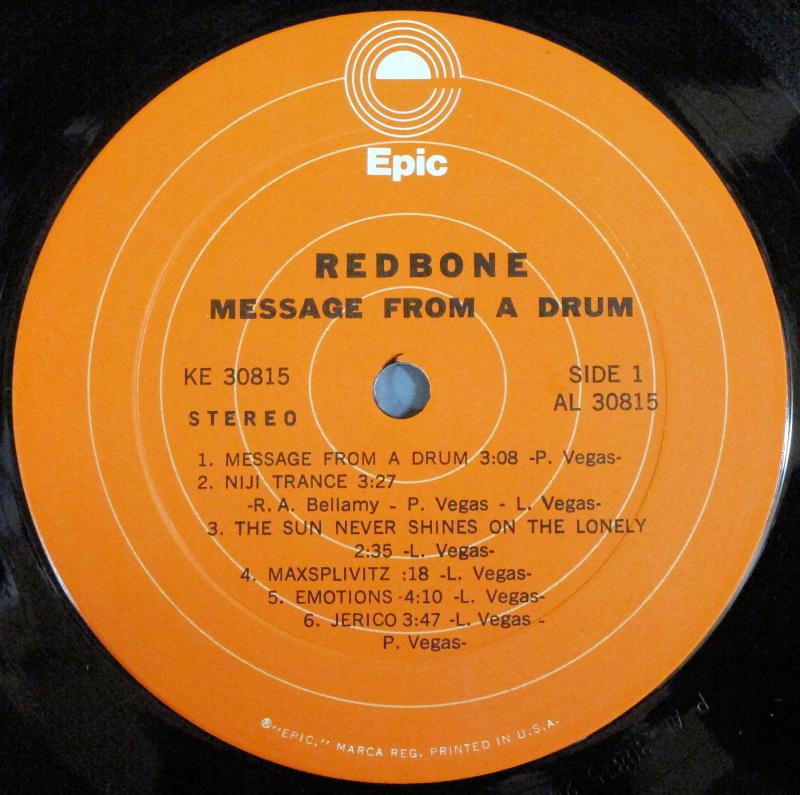 Epic
REDBONE
MESSAGE FROM A DRUM
KE 30815
STEREO
SIDE 1
AL 30815
1. MESSAGE FROM A DRUM 3:08 -P. Vegas-
2. NIJI TRANCE 3:27
-R. A. Bellamy - P. Vegas - L. Vegas-
3. THE SUN NEVER SHINES ON THE LONELY
2:35 -L. Vegas-
4. MAXSPLIVITZ :18 -L. Vegas-
5. EMOTIONS -4:10 -L. Vegas-
6. JERICO 3:47 -L. Vegas -
P. Vegas-
®"EPIC," MARCA REG. PRINTED IN U.S.A.